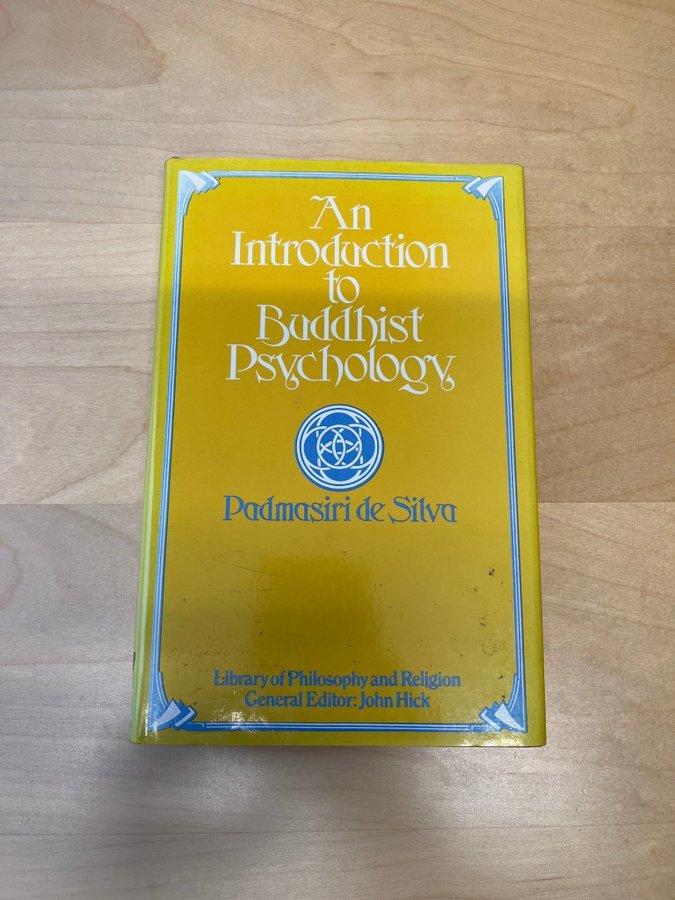 An
Introduction
to
Buddhist
Psychology
Padmasiri de Silva
Library of Philosophy and Religion
General Editor: John Hick